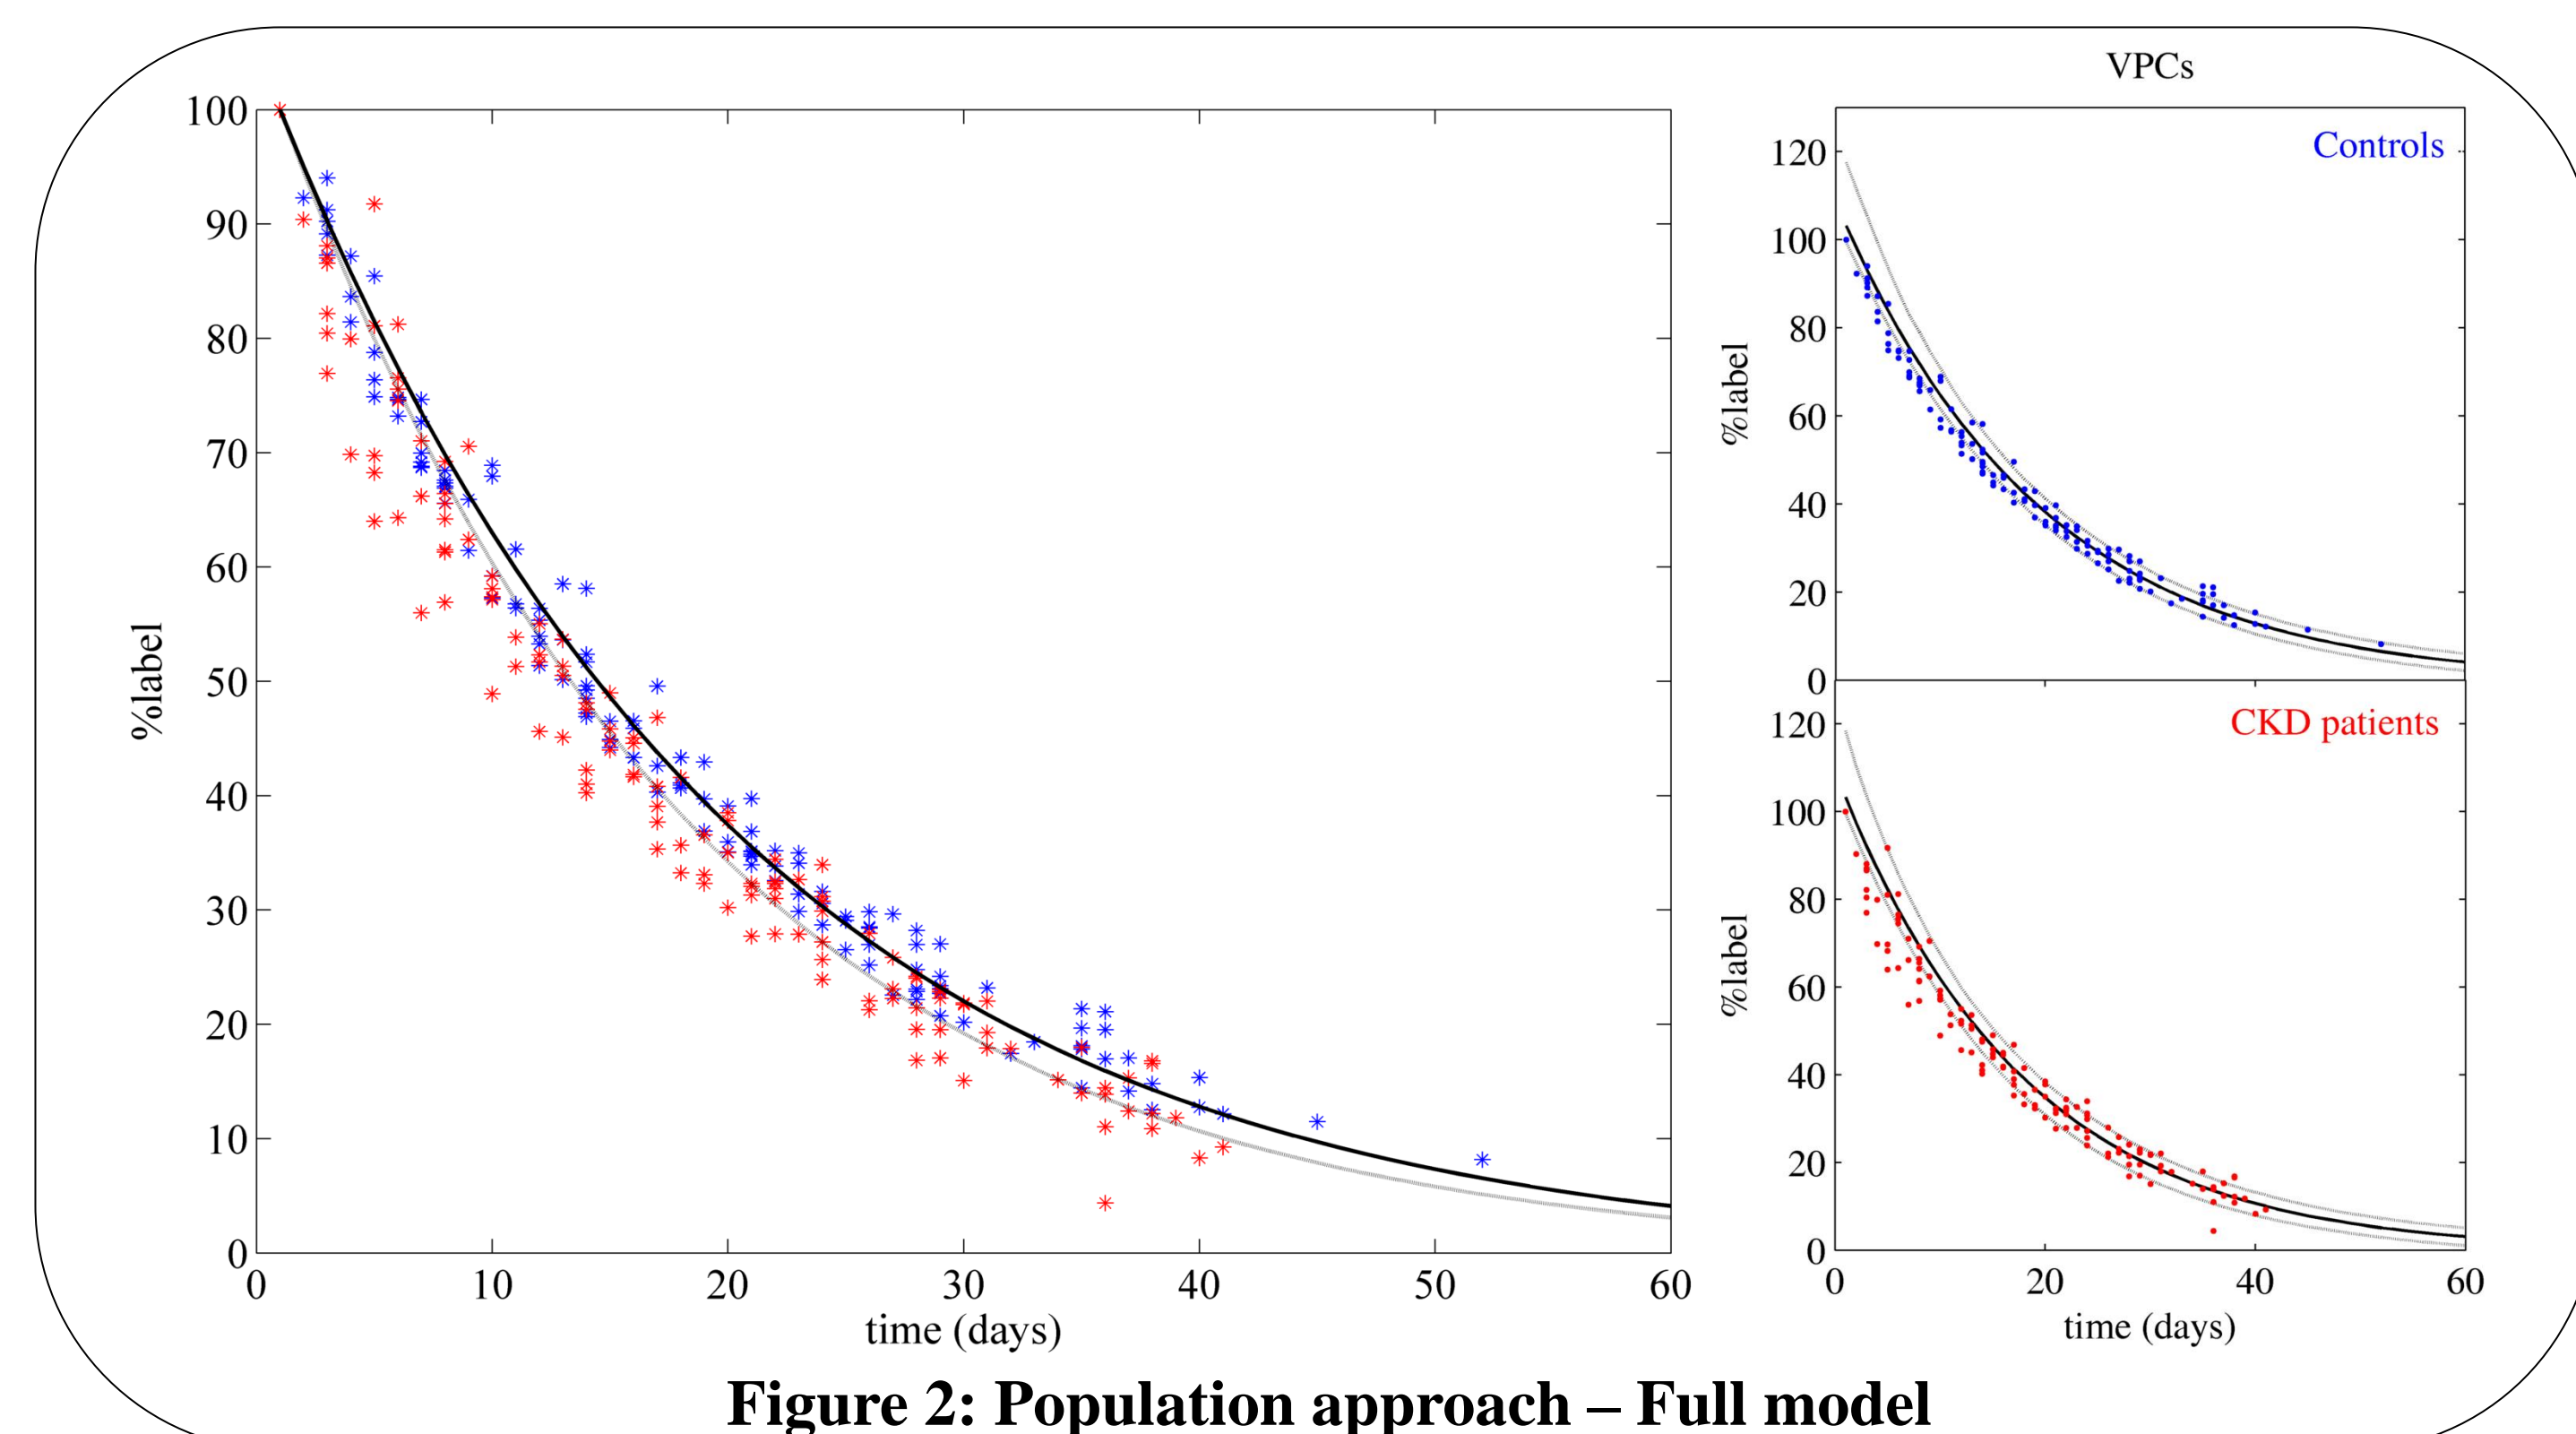 VPCs
100
90
80
70
60
50
40
30
20
10
0
%label
0 10 20 30 40 50 60
time (days)
Controls
120
100
80
60
40
20
0
%label
CKD patients
120
100
80
60
40
20
0
%label
0 20 40 60
time (days)
Figure 2: Population approach – Full model